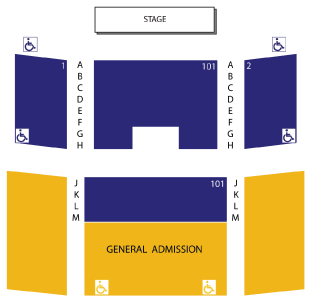 STAGE
1 A 101 A 2
B B
C C
D D
E E
F F
G G
H H
J 101 J
K K
L L
M M
GENERAL ADMISSION